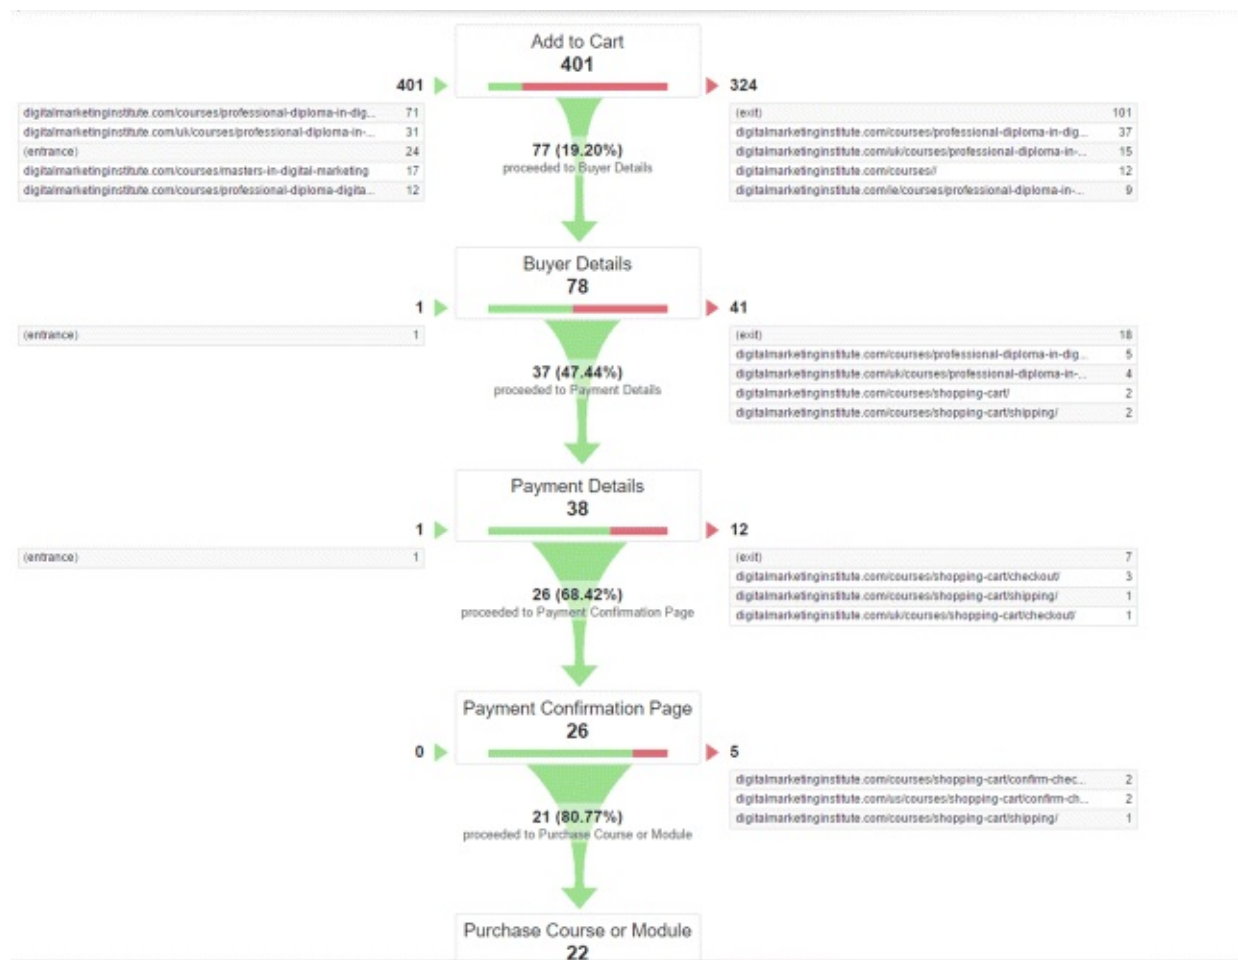 Add to Cart
401
401
324
digitalmarketinginstitute.com/courses/professional-diploma-in-dig... 71
digitalmarketinginstitute.com/uk/courses/professional-diploma-in-... 31
(entrance) 24
digitalmarketinginstitute.com/courses/masters-in-digital-marketing 17
digitalmarketinginstitute.com/courses/professional-diploma-digita... 12
(exit) 101
digitalmarketinginstitute.com/courses/professional-diploma-in-dig... 37
digitalmarketinginstitute.com/uk/courses/professional-diploma-in-... 15
digitalmarketinginstitute.com/courses// 12
digitalmarketinginstitute.com/ie/courses/professional-diploma-in-... 9
77 (19.20%)
proceeded to Buyer Details
Buyer Details
78
1
41
(entrance) 1
(exit) 18
digitalmarketinginstitute.com/courses/professional-diploma-in-dig... 5
digitalmarketinginstitute.com/uk/courses/professional-diploma-in-... 4
digitalmarketinginstitute.com/courses/shopping-cart/ 2
digitalmarketinginstitute.com/courses/shopping-cart/shipping/ 2
37 (47.44%)
proceeded to Payment Details
Payment Details
38
1
12
(entrance) 1
(exit) 7
digitalmarketinginstitute.com/courses/shopping-cart/checkout/ 3
digitalmarketinginstitute.com/courses/shopping-cart/shipping/ 1
digitalmarketinginstitute.com/uk/courses/shopping-cart/checkout/ 1
26 (68.42%)
proceeded to Payment Confirmation Page
Payment Confirmation Page
26
0
5
digitalmarketinginstitute.com/courses/shopping-cart/confirm-chec... 2
digitalmarketinginstitute.com/us/courses/shopping-cart/confirm-ch... 2
digitalmarketinginstitute.com/courses/shopping-cart/shipping/ 1
21 (80.77%)
proceeded to Purchase Course or Module
Purchase Course or Module
22